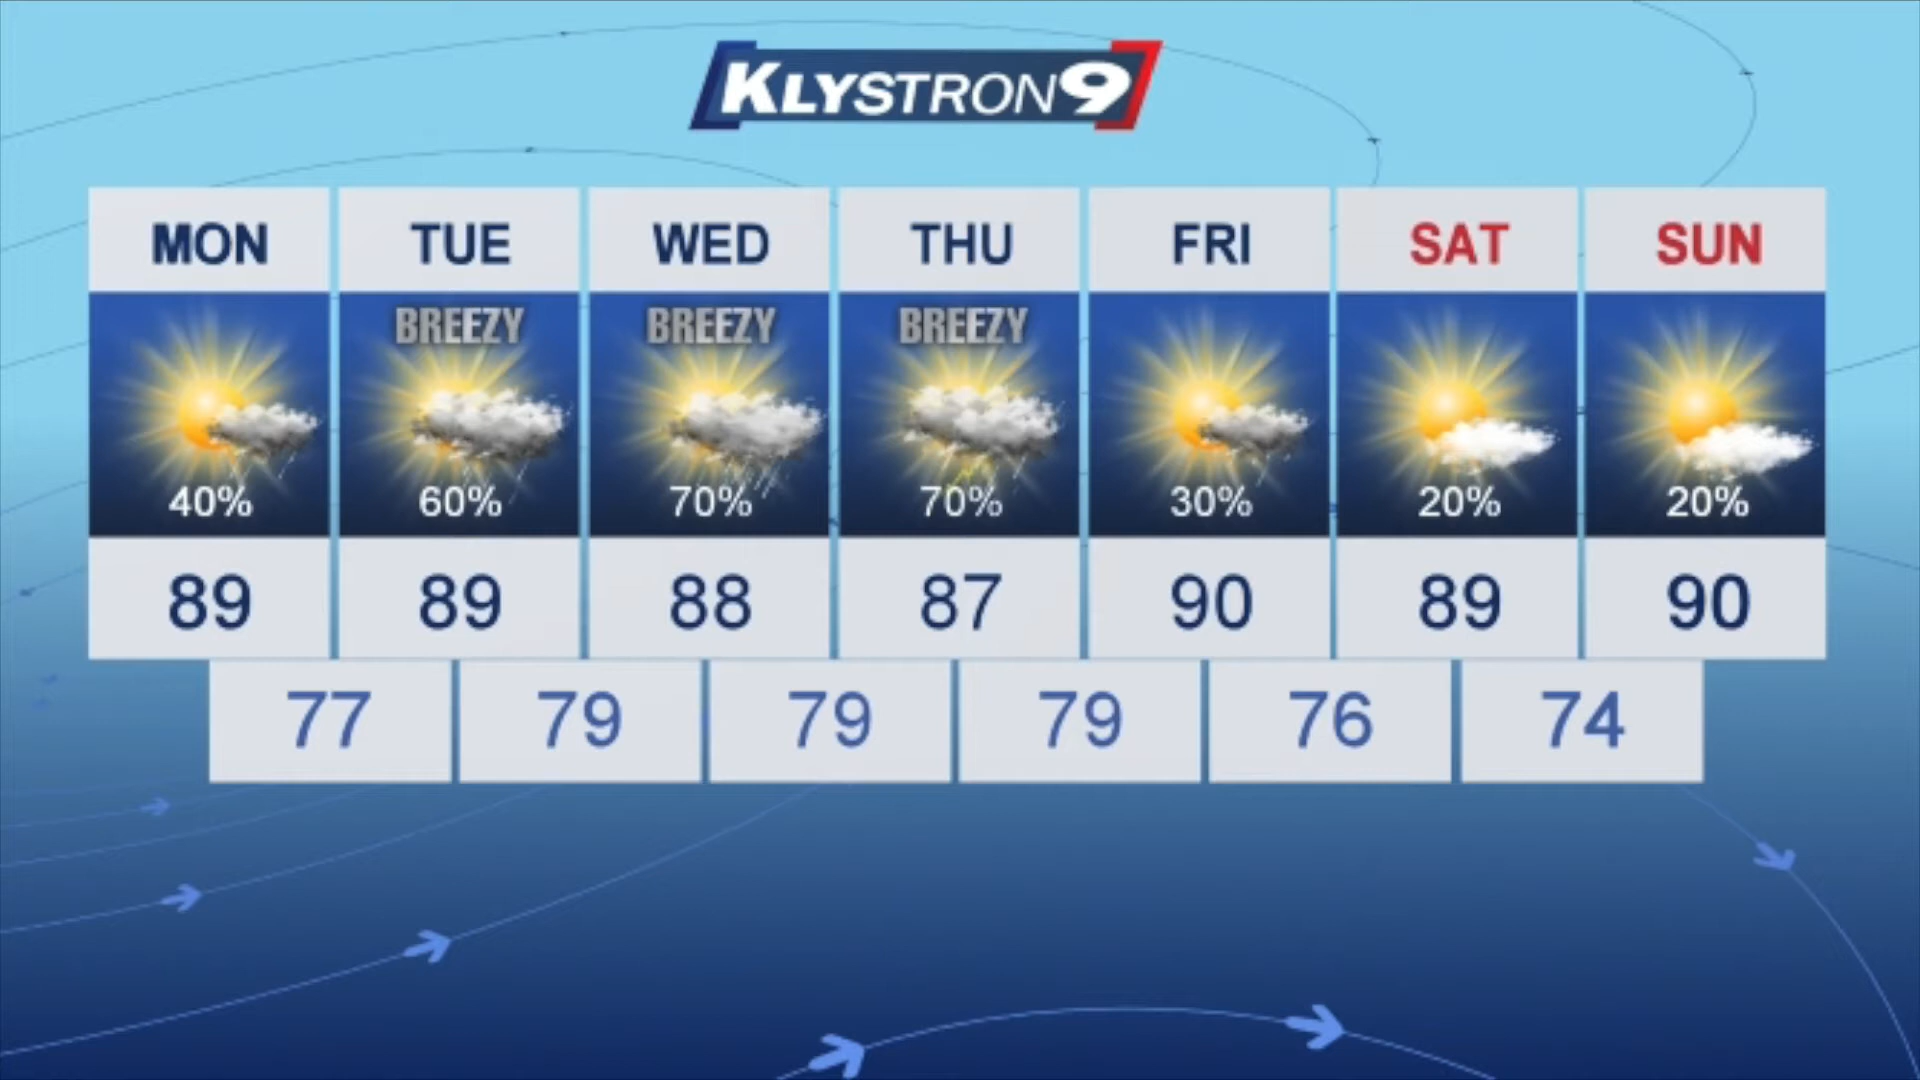 KLYSTRON9
MON TUE WED THU FRI SAT SUN
BREEZY BREEZY BREEZY
40% 60% 70% 70% 30% 20% 20%
89 89 88 87 90 89 90
77 79 79 79 76 74